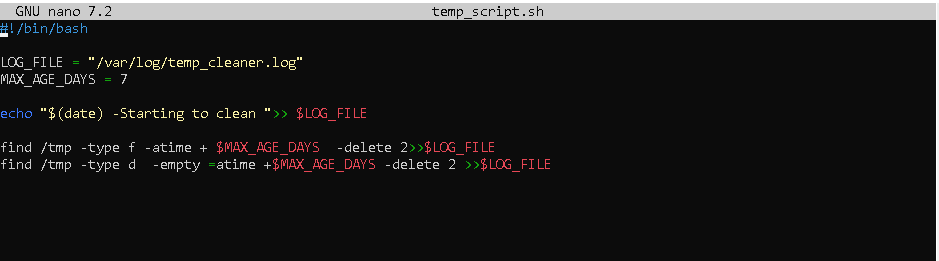 GNU nano 7.2 temp_script.sh
#!/bin/bash
LOG_FILE = "/var/log/temp_cleaner.log"
MAX_AGE_DAYS = 7
echo "$(date) -Starting to clean ">> $LOG_FILE
find /tmp -type f -atime + $MAX_AGE_DAYS  -delete 2>>$LOG_FILE
find /tmp -type d  -empty =atime +$MAX_AGE_DAYS -delete 2 >>$LOG_FILE